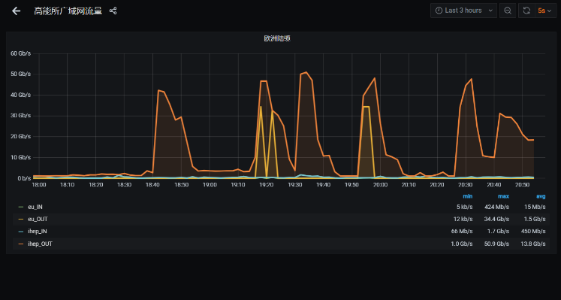 高能所广域网流量
Last 3 hours
5s
欧洲链路
60 Gb/s
50 Gb/s
40 Gb/s
30 Gb/s
20 Gb/s
10 Gb/s
0 Gb/s
18:00 18:10 18:20 18:30 18:40 18:50 19:00 19:10 19:20 19:30 19:40 19:50 20:00 20:10 20:20 20:30 20:40 20:50
min max avg
eu_IN 5 kb/s 424 Mb/s 15 Mb/s
eu_OUT 12 kb/s 34.4 Gb/s 1.5 Gb/s
ihep_IN 66 Mb/s 1.7 Gb/s 450 Mb/s
ihep_OUT 1.0 Gb/s 50.9 Gb/s 13.8 Gb/s